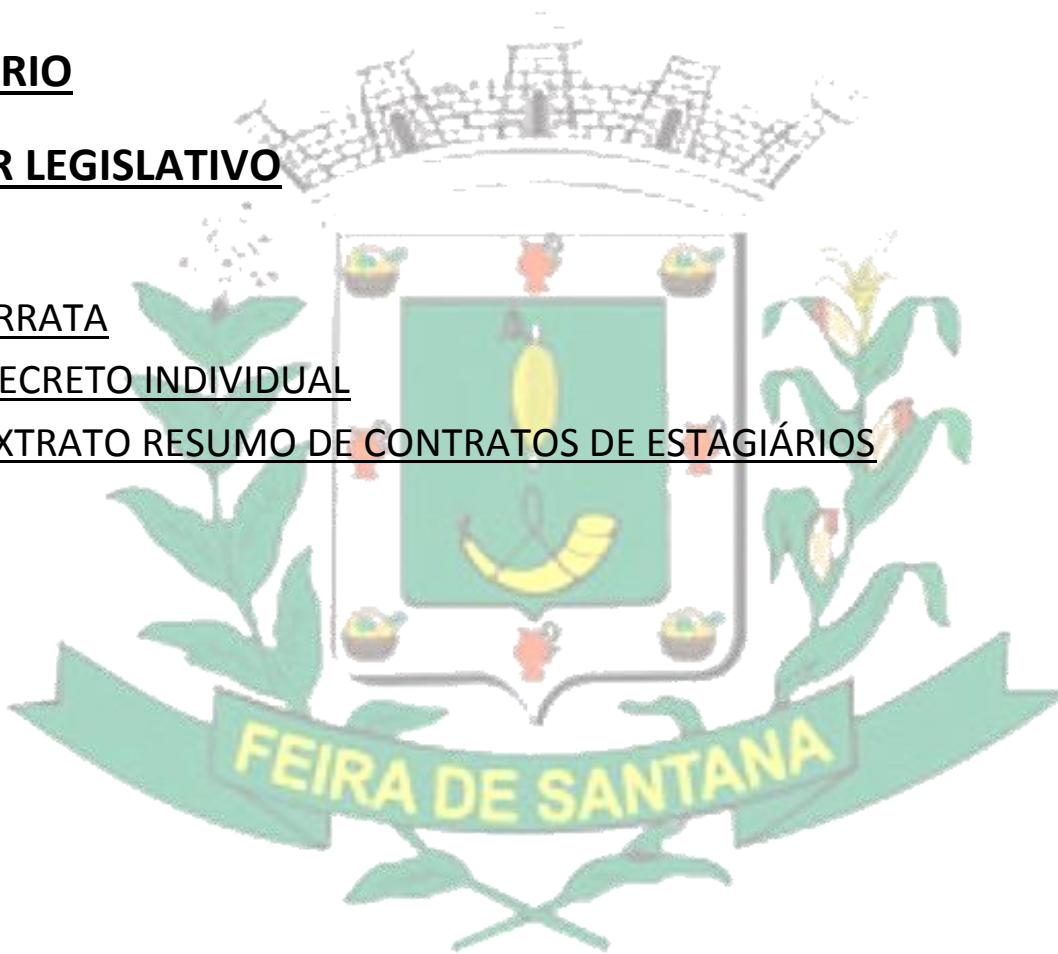 RIO
R LEGISLATIVO
RRATA
ECRETO INDIVIDUAL
XTRATO RESUMO DE CONTRATOS DE ESTAGIÁRIOS
FEIRA DE SANTANA